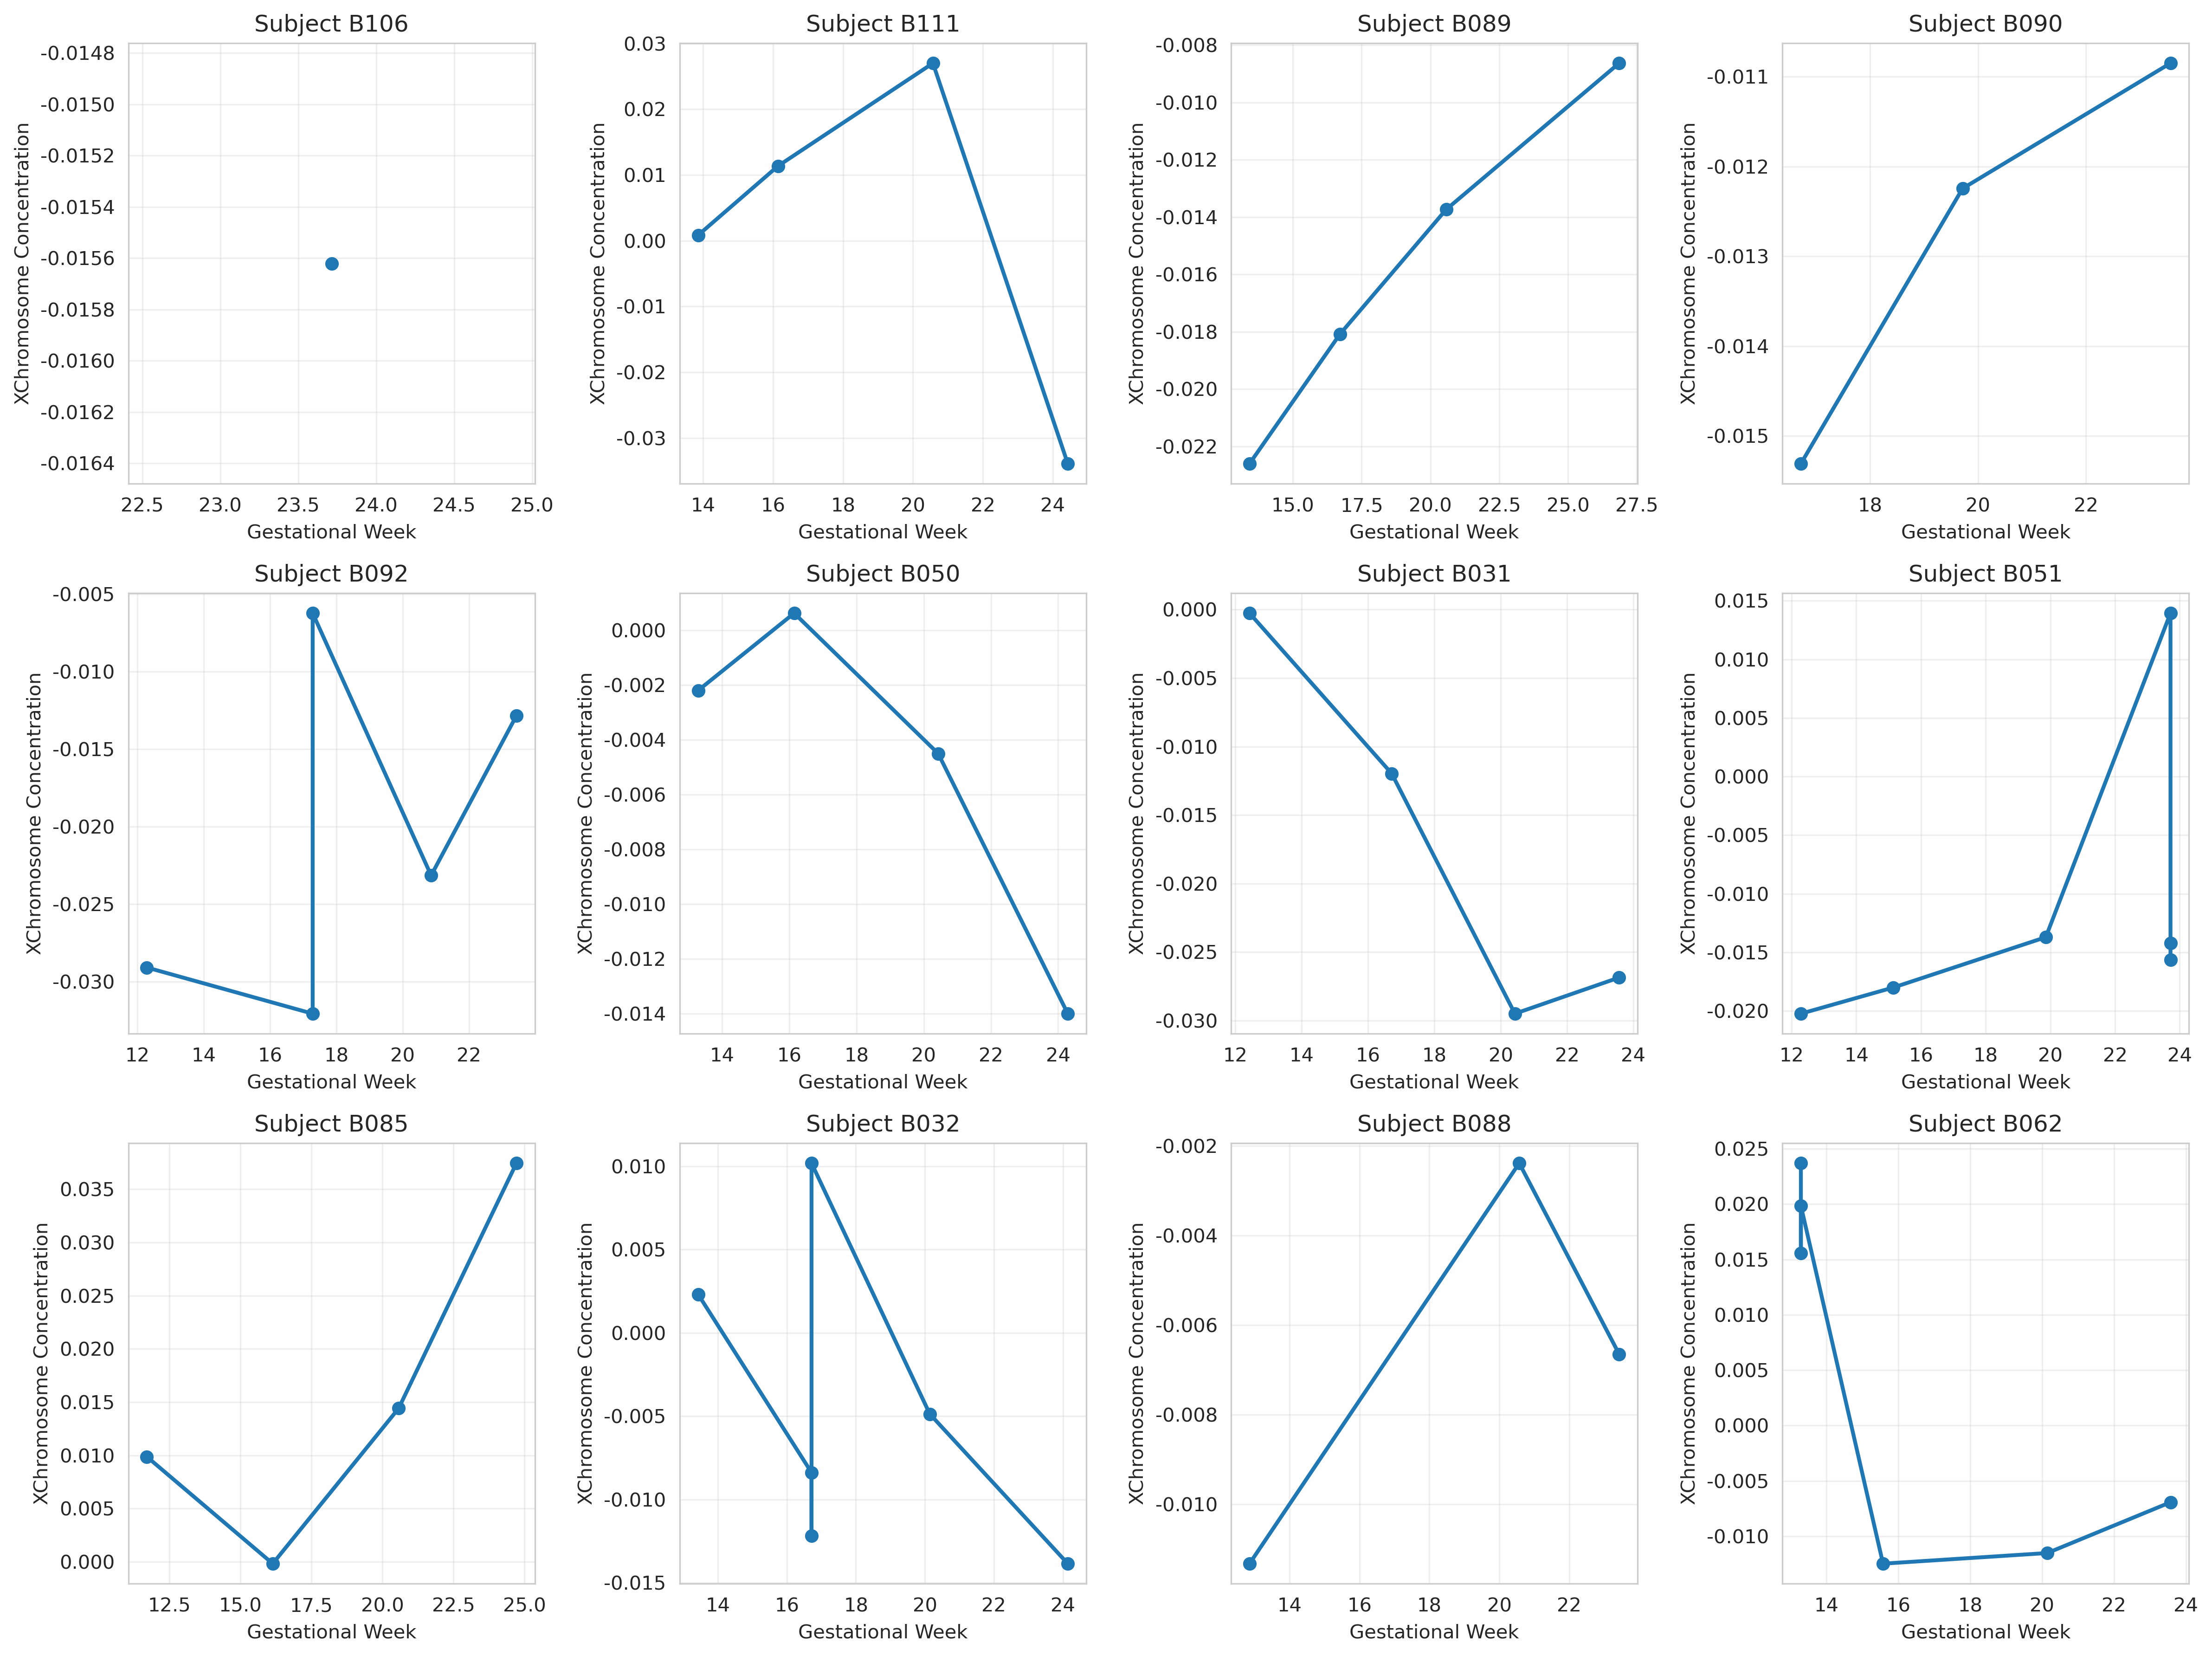 Subject B106
-0.0148
-0.0150
-0.0152
-0.0154
-0.0156
-0.0158
-0.0160
-0.0162
-0.0164
XChromosome Concentration
22.5 23.0 23.5 24.0 24.5 25.0
Gestational Week
Subject B111
0.03
0.02
0.01
0.00
-0.01
-0.02
-0.03
XChromosome Concentration
14 16 18 20 22 24
Gestational Week
Subject B089
-0.008
-0.010
-0.012
-0.014
-0.016
-0.018
-0.020
-0.022
XChromosome Concentration
15.0 17.5 20.0 22.5 25.0 27.5
Gestational Week
Subject B090
-0.011
-0.012
-0.013
-0.014
-0.015
XChromosome Concentration
18 20 22
Gestational Week
Subject B092
-0.005
-0.010
-0.015
-0.020
-0.025
-0.030
XChromosome Concentration
12 14 16 18 20 22
Gestational Week
Subject B050
0.000
-0.002
-0.004
-0.006
-0.008
-0.010
-0.012
-0.014
XChromosome Concentration
14 16 18 20 22 24
Gestational Week
Subject B031
0.000
-0.005
-0.010
-0.015
-0.020
-0.025
-0.030
XChromosome Concentration
12 14 16 18 20 22 24
Gestational Week
Subject B051
0.015
0.010
0.005
0.000
-0.005
-0.010
-0.015
-0.020
XChromosome Concentration
12 14 16 18 20 22 24
Gestational Week
Subject B085
0.035
0.030
0.025
0.020
0.015
0.010
0.005
0.000
XChromosome Concentration
12.5 15.0 17.5 20.0 22.5 25.0
Gestational Week
Subject B032
0.010
0.005
0.000
-0.005
-0.010
-0.015
XChromosome Concentration
14 16 18 20 22 24
Gestational Week
Subject B088
-0.002
-0.004
-0.006
-0.008
-0.010
XChromosome Concentration
14 16 18 20 22
Gestational Week
Subject B062
0.025
0.020
0.015
0.010
0.005
0.000
-0.005
-0.010
XChromosome Concentration
14 16 18 20 22 24
Gestational Week